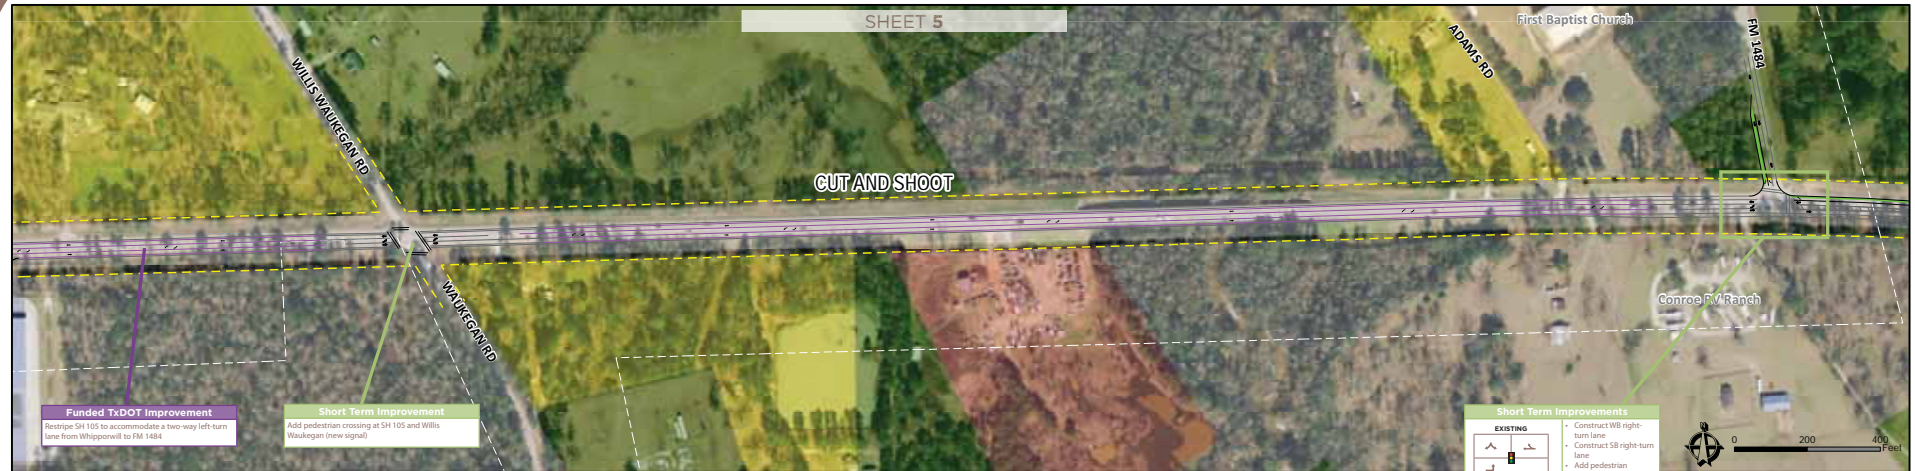 SHEET 5
First Baptist Church
FM 1484
ADAMS RD
WILLIS WAUKEGAN RD
CUT AND SHOOT
WAUKEGAN RD
Conroe RV Ranch
Funded TxDOT Improvement
Restripe SH 105 to accommodate a two-way left-turn
lane from Whipporwill to FM 1484
Short Term Improvement
Add pedestrian crossing at SH 105 and Willis
Waukegan (new signal)
Short Term Improvements
EXISTING
• Construct WB right-
turn lane
• Construct SB right-turn
lane
• Add pedestrian
0 200 400
Feet